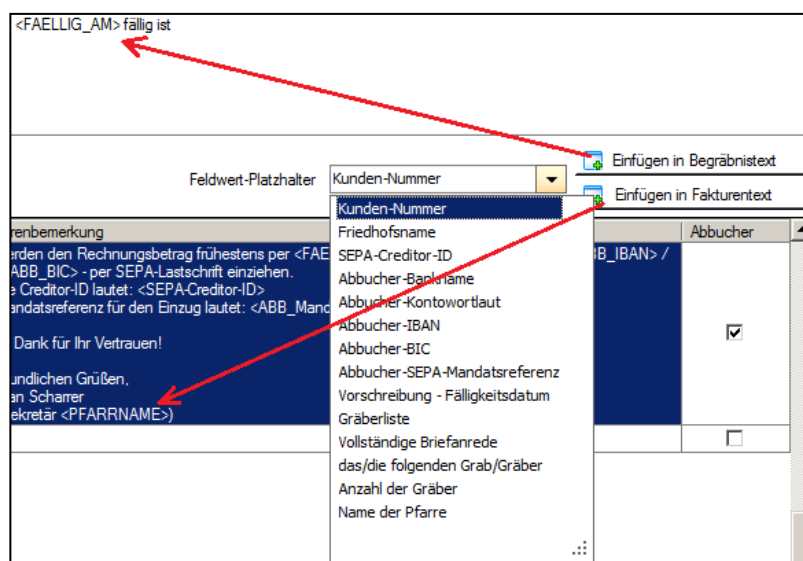 <FAELLIG_AM> fällig ist
Einfügen in Begräbnistext
Feldwert-Platzhalter Kunden-Nummer
Einfügen in Fakturentext
Kunden-Nummer
Friedhofsname
SEPA-Creditor-ID
Abbucher-Bankname
Abbucher-Kontowortlaut
Abbucher-IBAN
Abbucher-BIC
Abbucher-SEPA-Mandatsreferenz
Vorschreibung - Fälligkeitsdatum
Gräberliste
Vollständige Briefanrede
das/die folgenden Grab/Gräber
Anzahl der Gräber
Name der Pfarre
renbemerkung Abbucher
erden den Rechnungsbetrag frühestens per <FAE BB_IBAN> /
ABB_BIC> - per SEPA-Lastschrift einziehen.
e Creditor-ID lautet: <SEPA-Creditor-ID>
andatsreferenz für den Einzug lautet: <ABB_Mand
Dank für Ihr Vertrauen!
undlichen Grüßen,
an Scharrer
ekretär <PFARRNAME>)